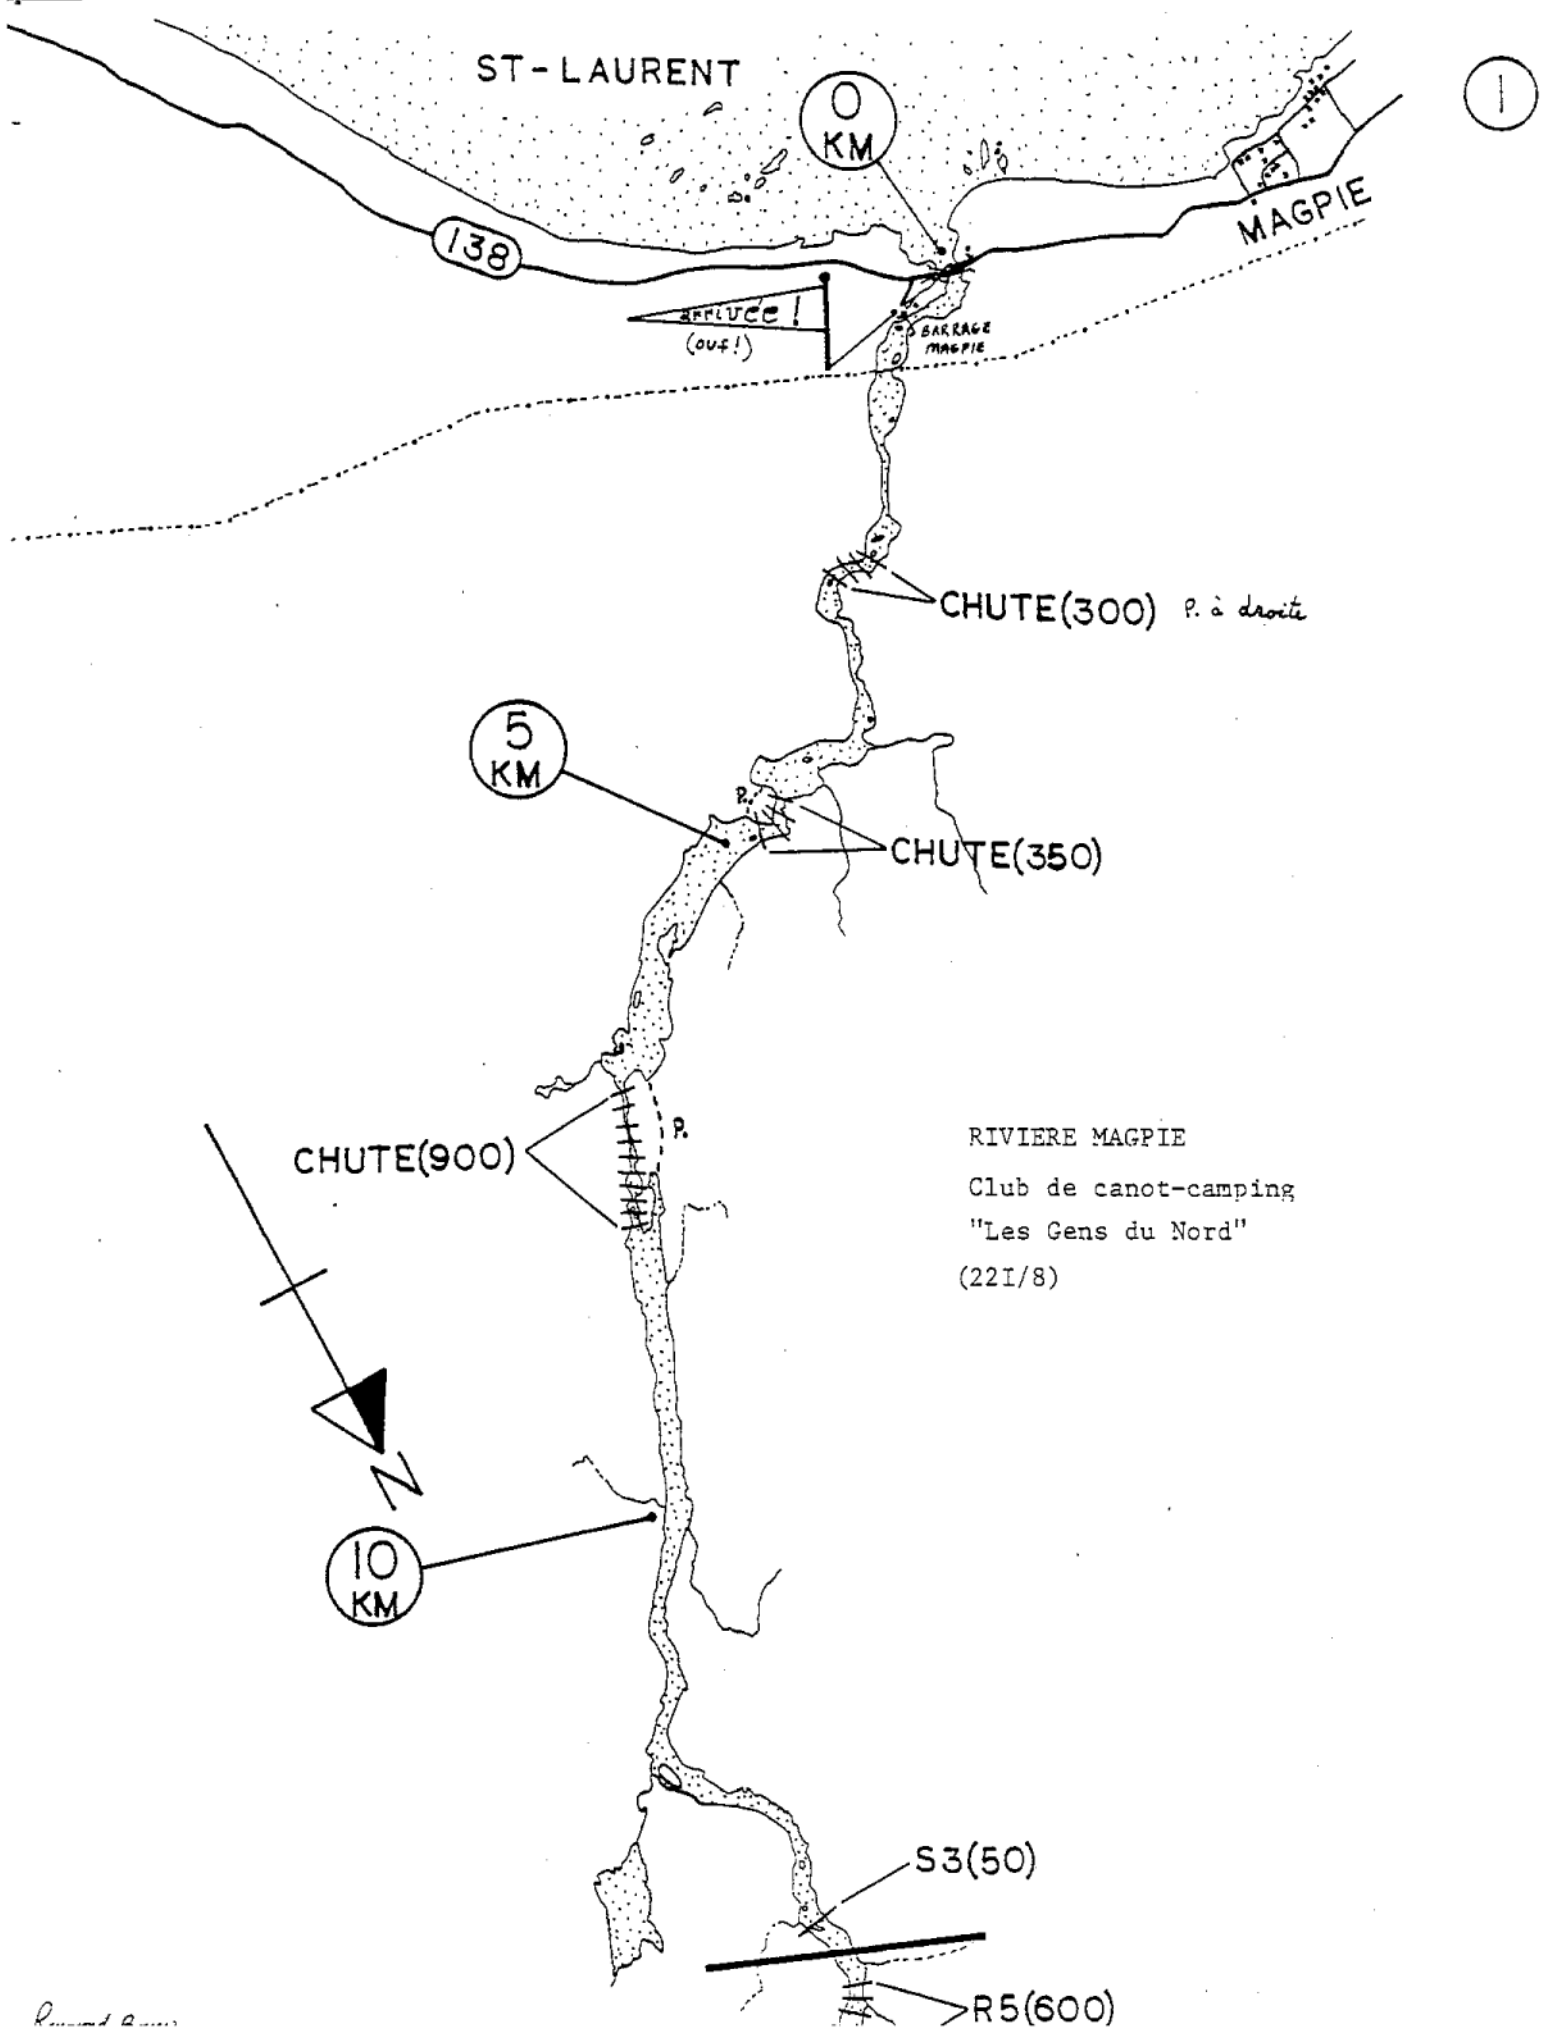 ST-LAURENT
0
KM
1
138
MAGPIE
ARRIVÉE!
(OUF!)
BARRAGE
MAGPIE
CHUTE(300) P. à droite
5
KM
P.
CHUTE(350)
P.
CHUTE(900)
RIVIERE MAGPIE
Club de canot-camping
"Les Gens du Nord"
(22I/8)
N
10
KM
S3(50)
R5(600)